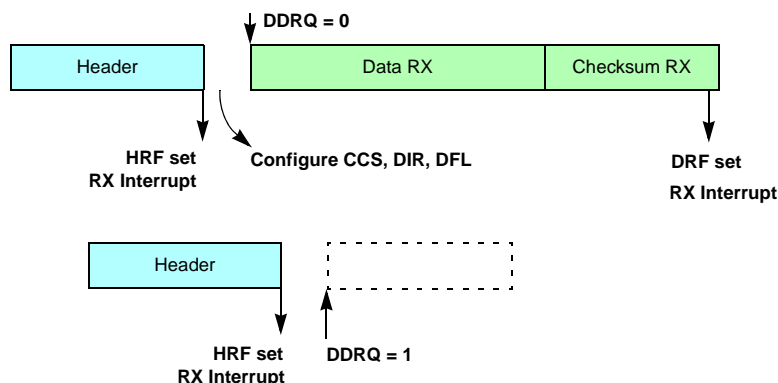 DDRQ = 0
Header
Data RX
Checksum RX
HRF set
RX Interrupt
Configure CCS, DIR, DFL
DRF set
RX Interrupt
Header
HRF set
RX Interrupt
DDRQ = 1